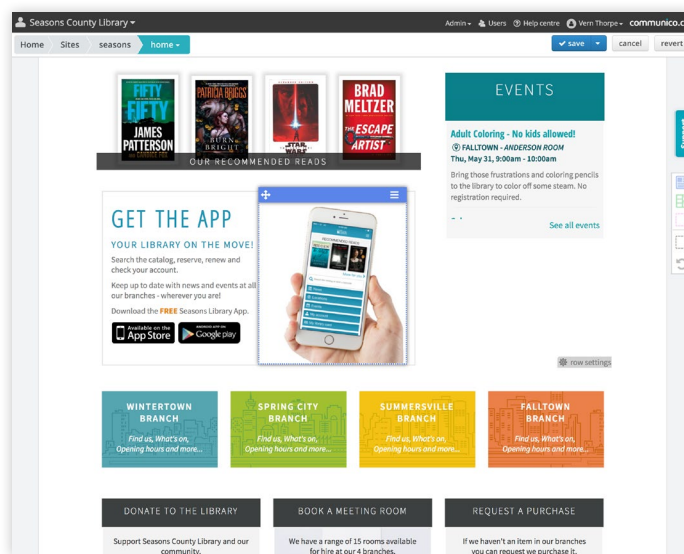 Seasons County Library
Admin Users Help centre Vern Thorpe communico.c
Home Sites seasons home save cancel revert
FIFTY
FIFTY
JAMES
PATTERSON
PATRICIA BRIGGS
BURN
BRIGHT
STAR
WARS
BRAD
MELTZER
THE ESCAPE
ARTIST
OUR RECOMMENDED READS
EVENTS
Adult Coloring - No kids allowed!
FALLTOWN - ANDERSON ROOM
Thu, May 31, 9:00am - 10:00am
Bring those frustrations and coloring pencils
to the library to color off some steam. No
registration required.
See all events
Support
GET THE APP
YOUR LIBRARY ON THE MOVE!
Search the catalog, reserve, renew and
check your account.
Keep up to date with news and events at all
our branches - wherever you are!
Download the FREE Seasons Library App.
Available on the
App Store
Google play
row settings
WINTERTOWN
BRANCH
Find us, What's on,
Opening hours and more...
SPRING CITY
BRANCH
Find us, What's on,
Opening hours and more...
SUMMERSVILLE
BRANCH
Find us, What's on,
Opening hours and more...
FALLTOWN
BRANCH
Find us, What's on,
Opening hours and more...
DONATE TO THE LIBRARY
Support Seasons County Library and our
community.
BOOK A MEETING ROOM
We have a range of 15 rooms available
for hire at our 4 branches.
REQUEST A PURCHASE
If we haven't an item in our branches
you can request we purchase it.